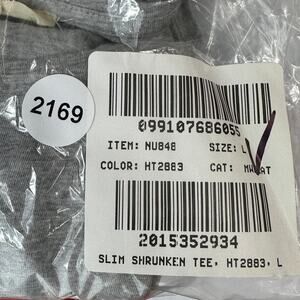 2169
099107686055
ITEM: NU848 SIZE: L
COLOR: HT2883 CAT:
2015352934
SLIM SHRUNKEN TEE, HT2883, L